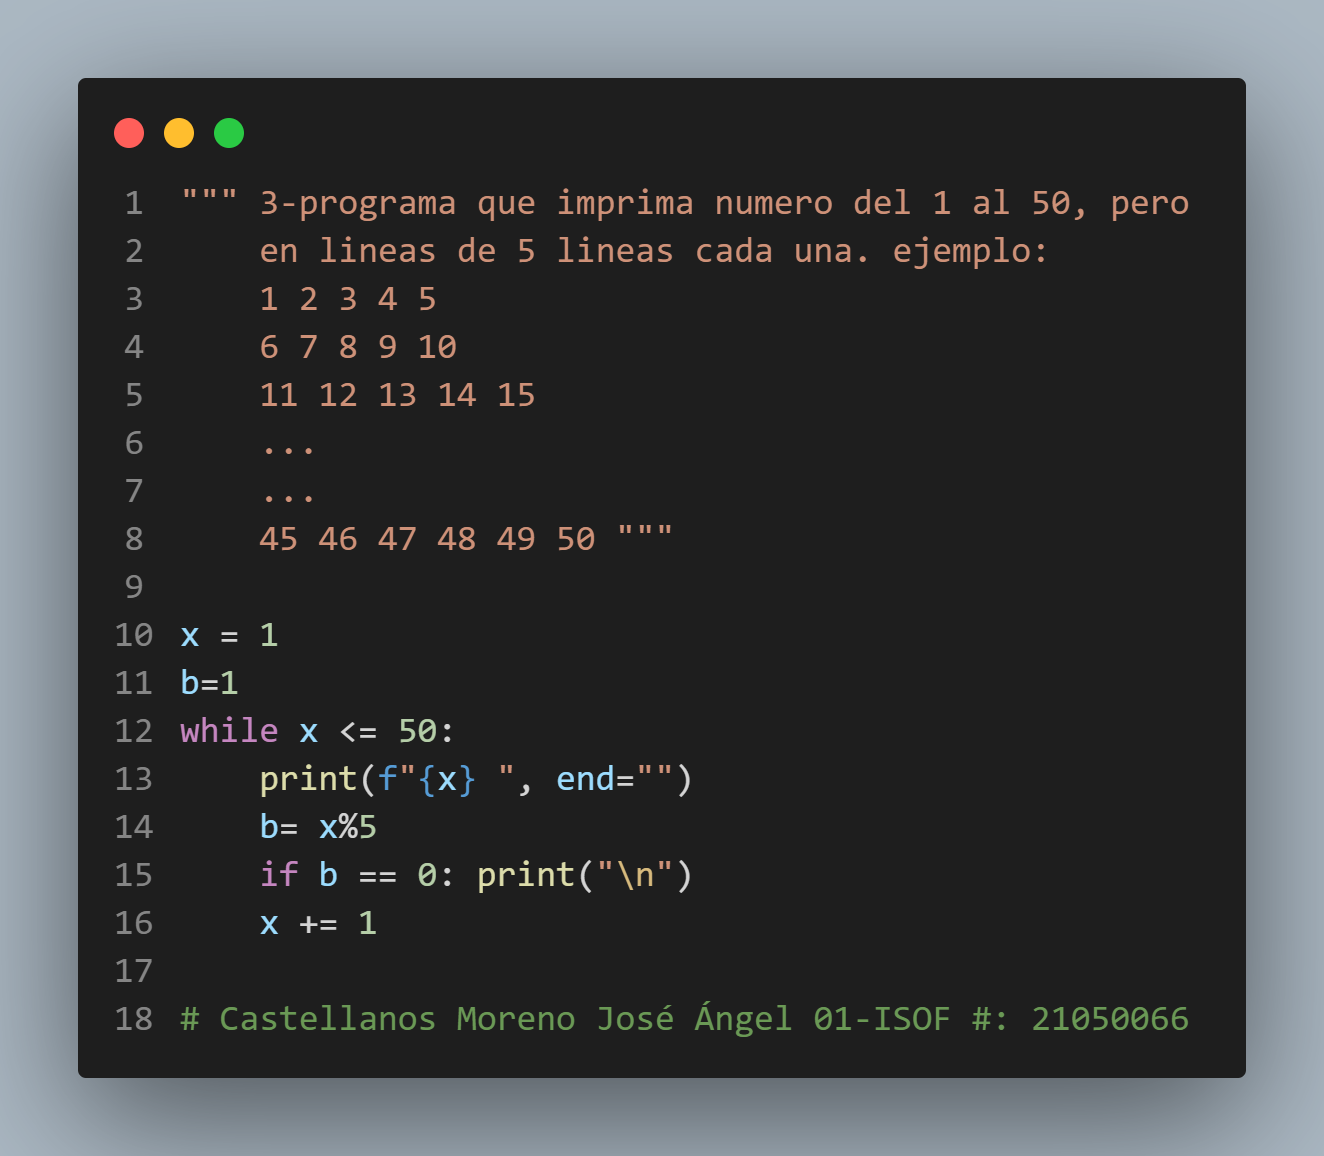 1 """ 3-programa que imprima numero del 1 al 50, pero
2 en lineas de 5 lineas cada una. ejemplo:
3 1 2 3 4 5
4 6 7 8 9 10
5 11 12 13 14 15
6 ...
7 ...
8 45 46 47 48 49 50 """
9
10 x = 1
11 b=1
12 while x <= 50:
13     print(f"{x} ", end="")
14     b= x%5
15     if b == 0: print("\n")
16     x += 1
17
18 # Castellanos Moreno José Ángel 01-ISOF #: 21050066